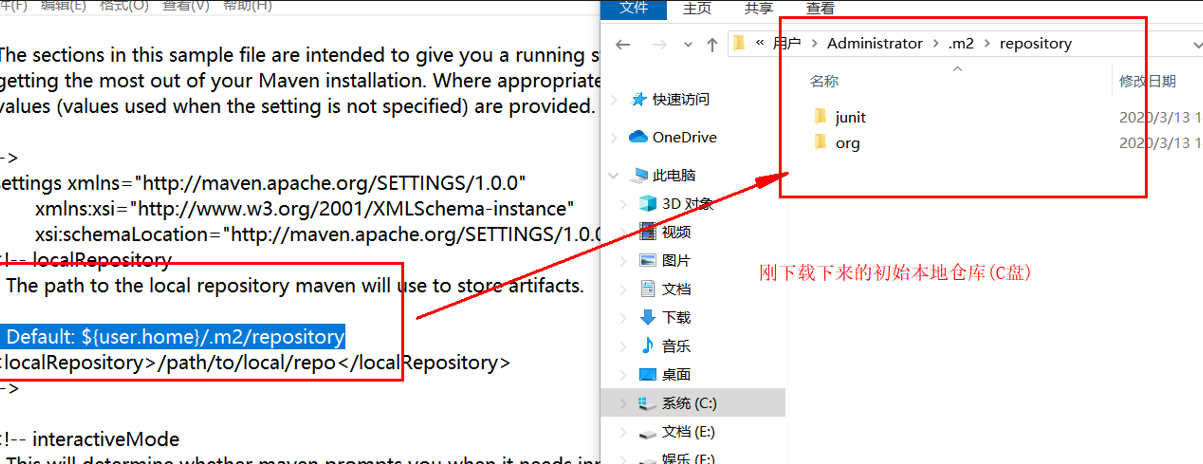 件(F) 编辑(E) 格式(O) 查看(V) 帮助(H)
The sections in this sample file are intended to give you a running s
getting the most out of your Maven installation. Where appropriate
values (values used when the setting is not specified) are provided.
->
settings xmlns="http://maven.apache.org/SETTINGS/1.0.0"
xmlns:xsi="http://www.w3.org/2001/XMLSchema-instance"
xsi:schemaLocation="http://maven.apache.org/SETTINGS/1.0.0
<!-- localRepository
The path to the local repository maven will use to store artifacts.
Default: ${user.home}/.m2/repository
<localRepository>/path/to/local/repo</localRepository>
->
<!-- interactiveMode
This will determine whether maven prompts you when it needs
文件 主页 共享 查看
« 用户 > Administrator > .m2 > repository
名称 修改日期
junit 2020/3/13 1
org 2020/3/13 1
快速访问
OneDrive
此电脑
3D 对象
视频
图片
文档
下载
音乐
桌面
系统 (C:)
文档 (E:)
娱乐 (F:)
刚下载下来的初始本地仓库(C盘)